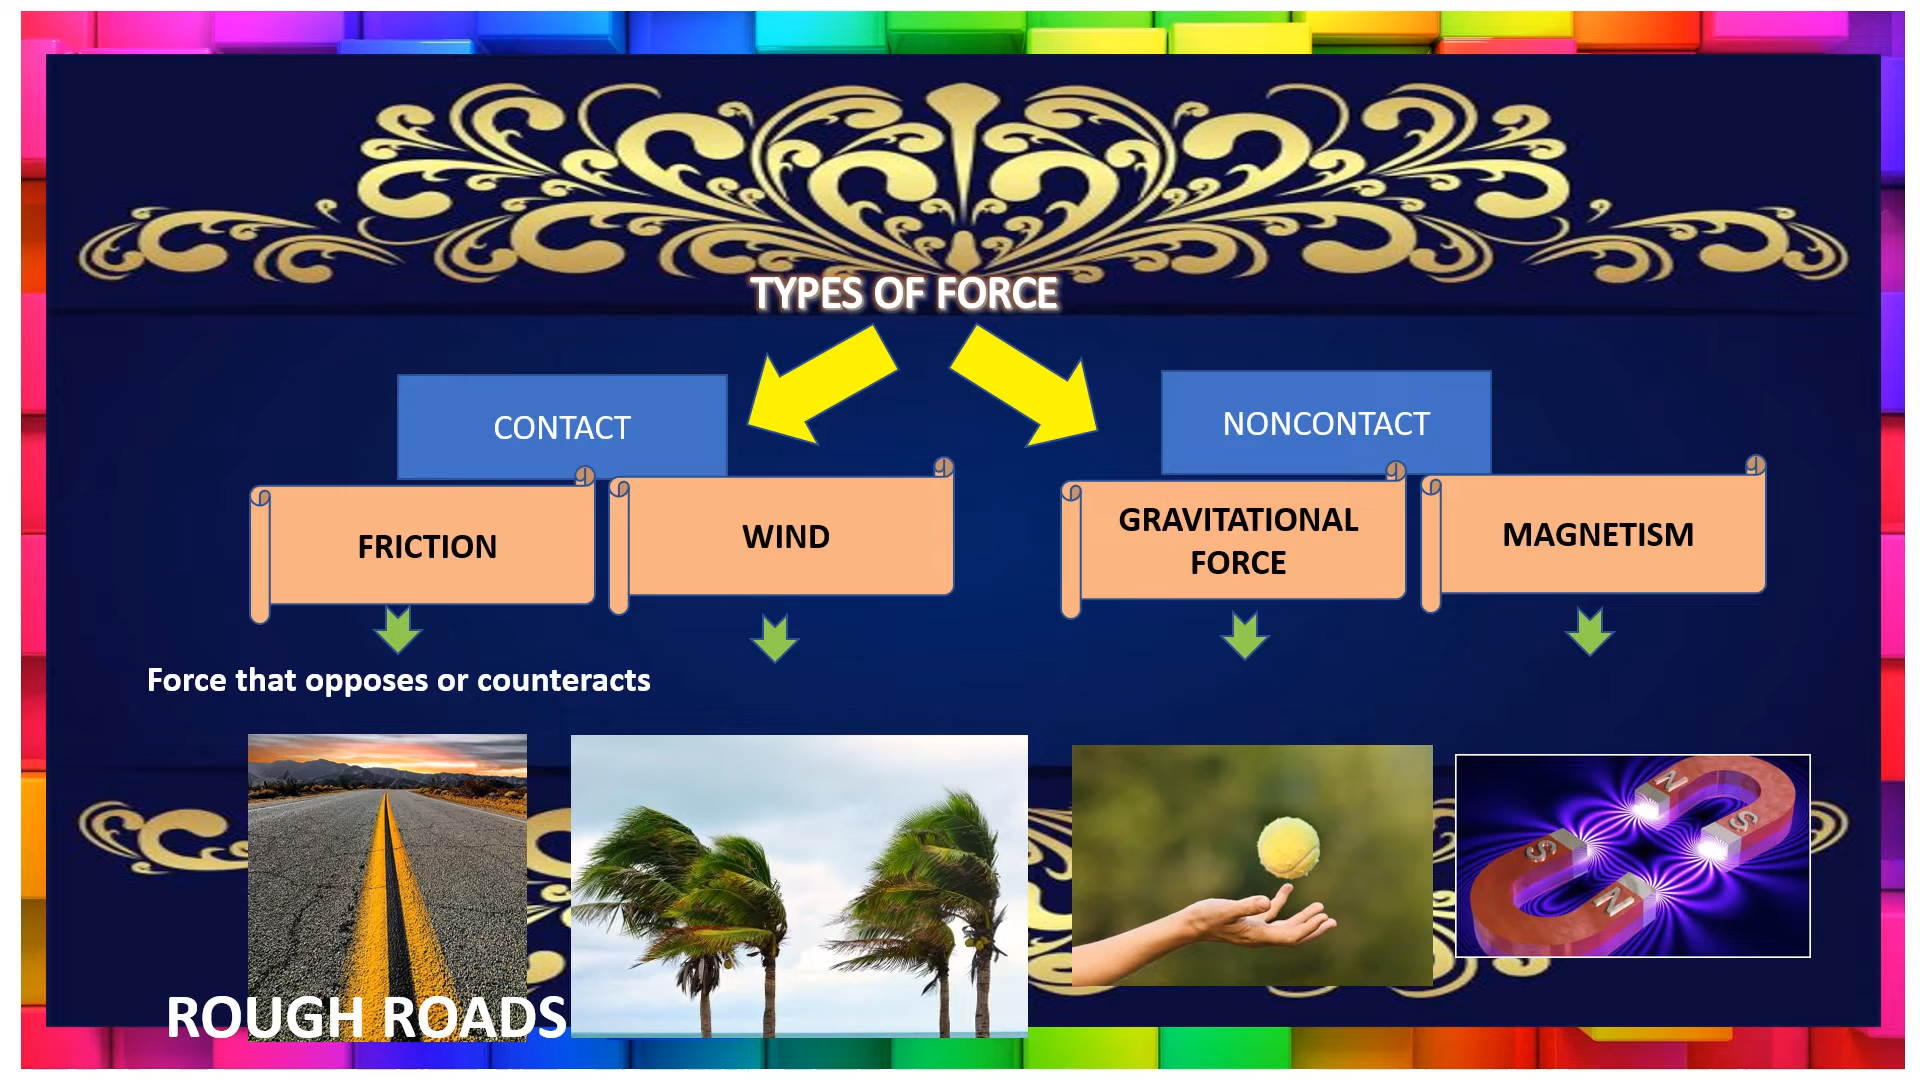 TYPES OF FORCE
CONTACT
NONCONTACT
FRICTION
WIND
GRAVITATIONAL
FORCE
MAGNETISM
Force that opposes or counteracts
N
S
S
N
ROUGH ROADS